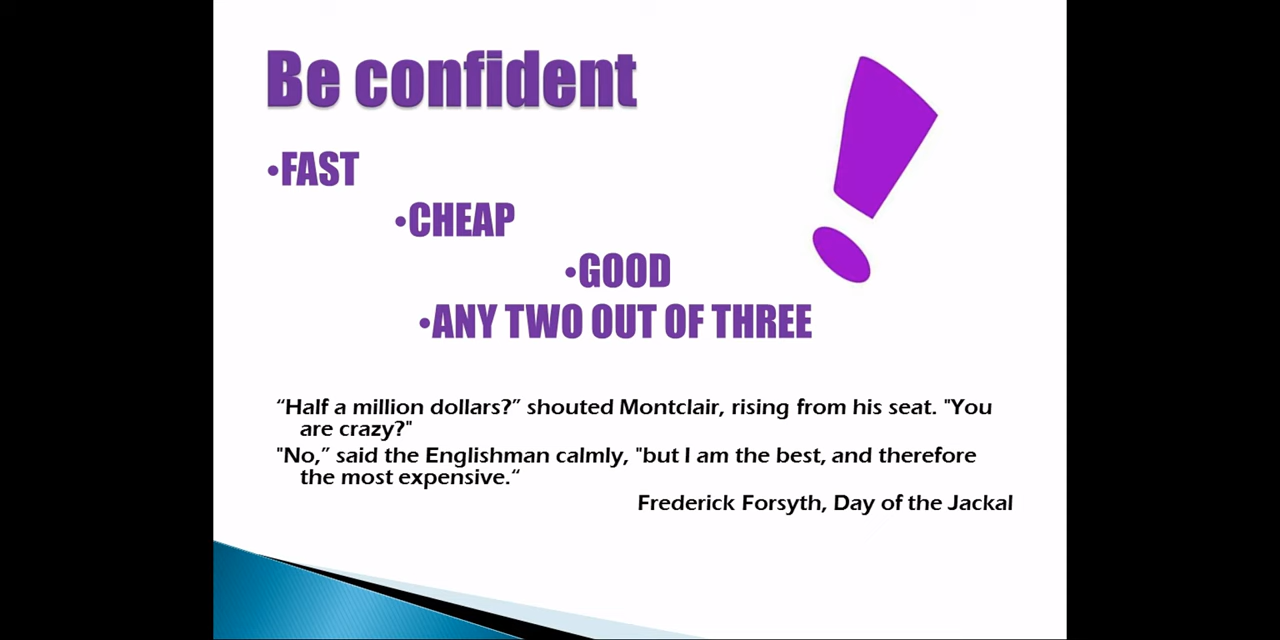 Be confident
•FAST
•CHEAP
•GOOD
•ANY TWO OUT OF THREE
“Half a million dollars?” shouted Montclair, rising from his seat. "You
are crazy?"
"No,” said the Englishman calmly, "but I am the best, and therefore
the most expensive.“
Frederick Forsyth, Day of the Jackal